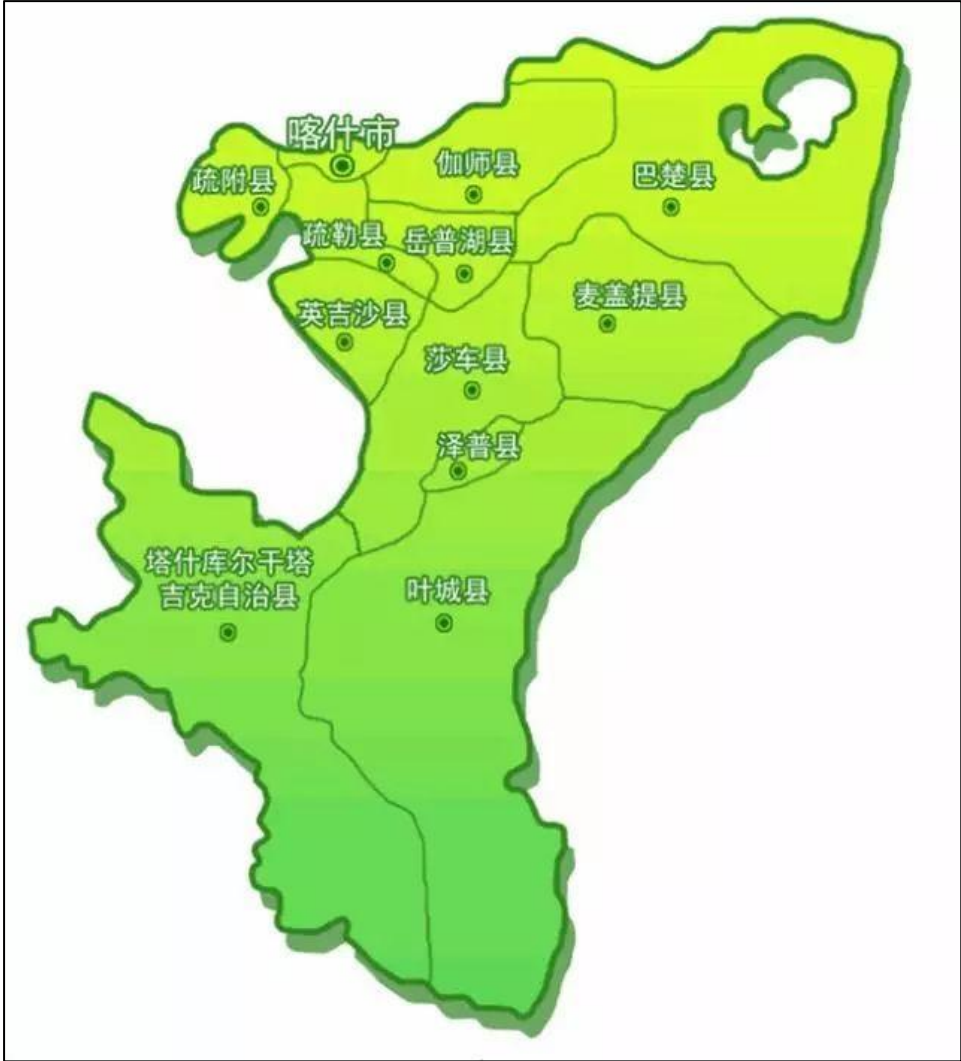 喀什市
伽师县
巴楚县
疏附县
疏勒县
岳普湖县
英吉沙县
麦盖提县
莎车县
泽普县
塔什库尔干塔
吉克自治县
叶城县